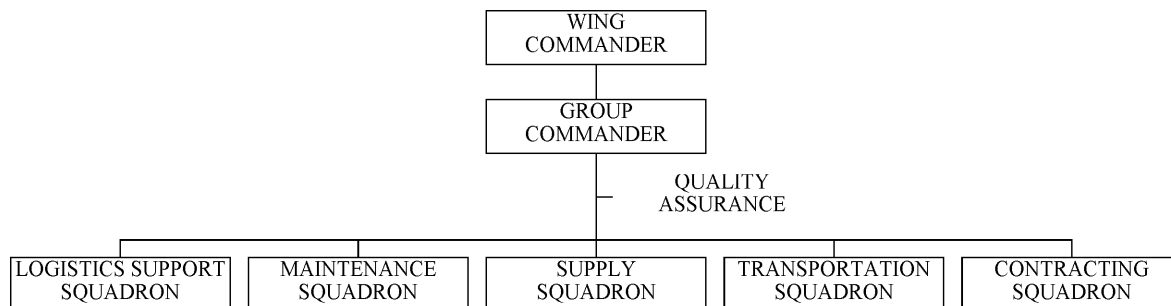 WING
COMMANDER
GROUP
COMMANDER
QUALITY
ASSURANCE
LOGISTICS SUPPORT
SQUADRON
MAINTENANCE
SQUADRON
SUPPLY
SQUADRON
TRANSPORTATION
SQUADRON
CONTRACTING
SQUADRON